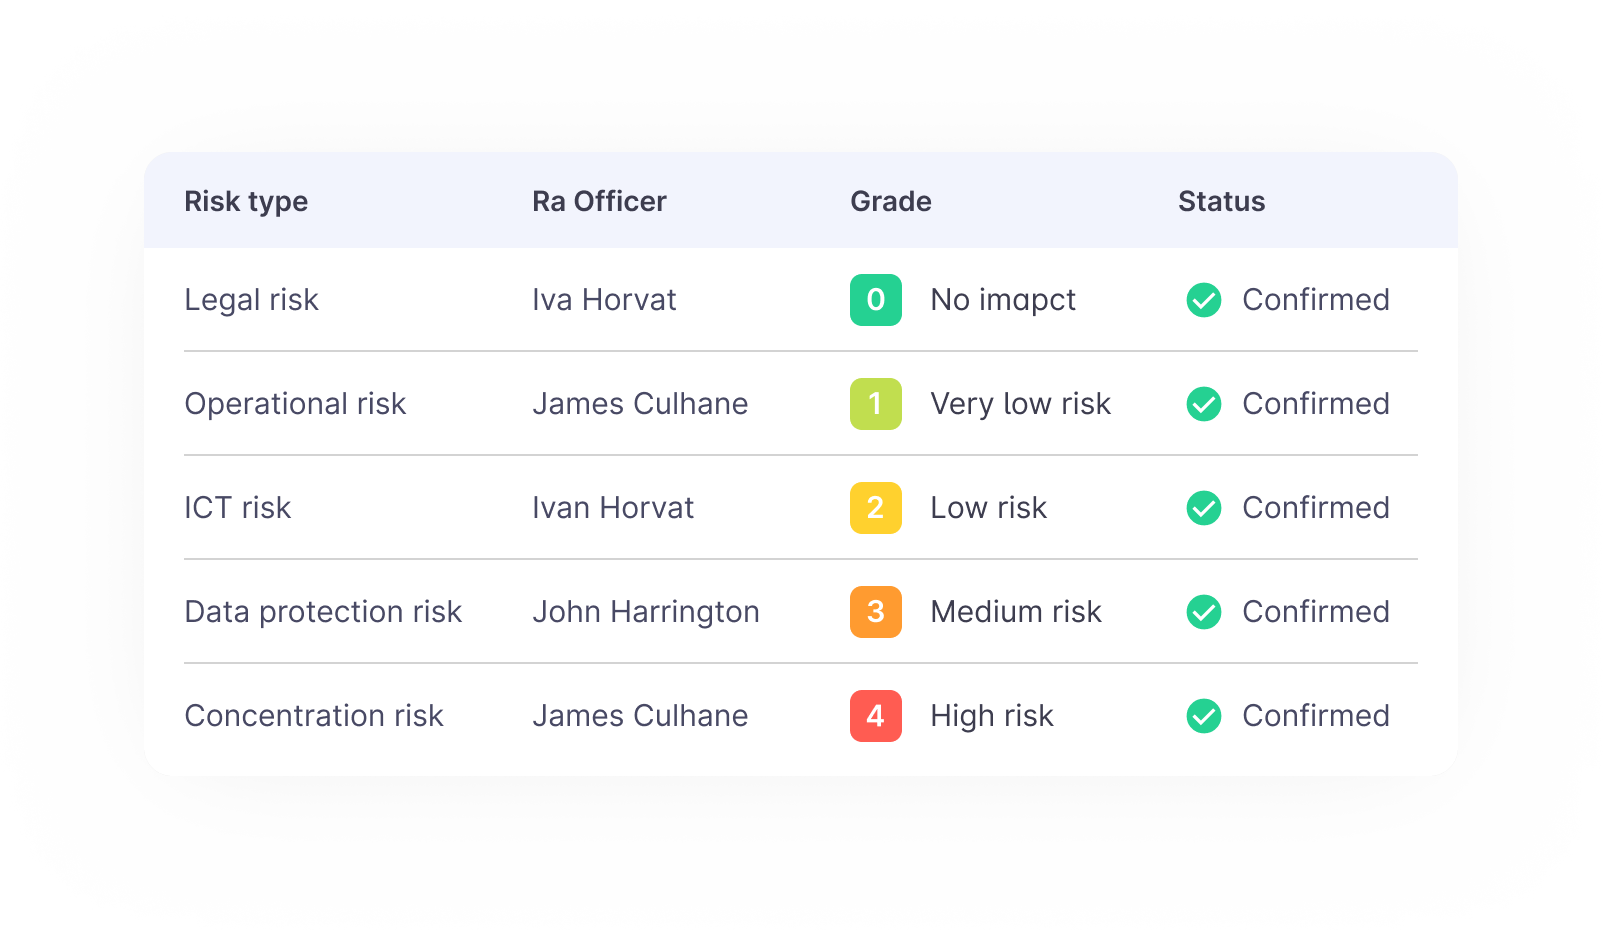 Risk type Ra Officer Grade Status
Legal risk Iva Horvat 0 No imapct Confirmed
Operational risk James Culhane 1 Very low risk Confirmed
ICT risk Ivan Horvat 2 Low risk Confirmed
Data protection risk John Harrington 3 Medium risk Confirmed
Concentration risk James Culhane 4 High risk Confirmed